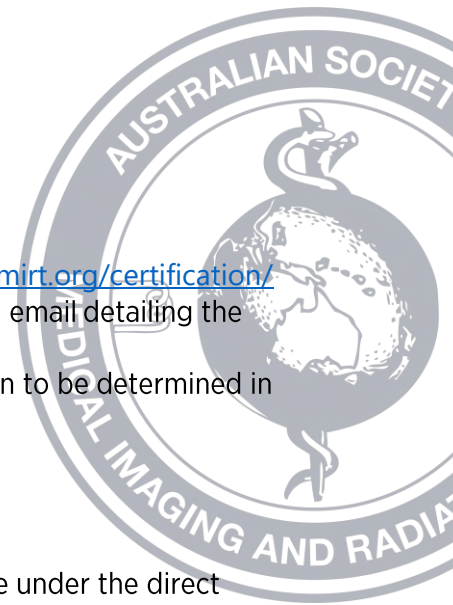 AUSTRALIAN SOCIET
mirt.org/certification/
email detailing the
n to be determined in
MEDICAL IMAGING AND RADIAT
e under the direct